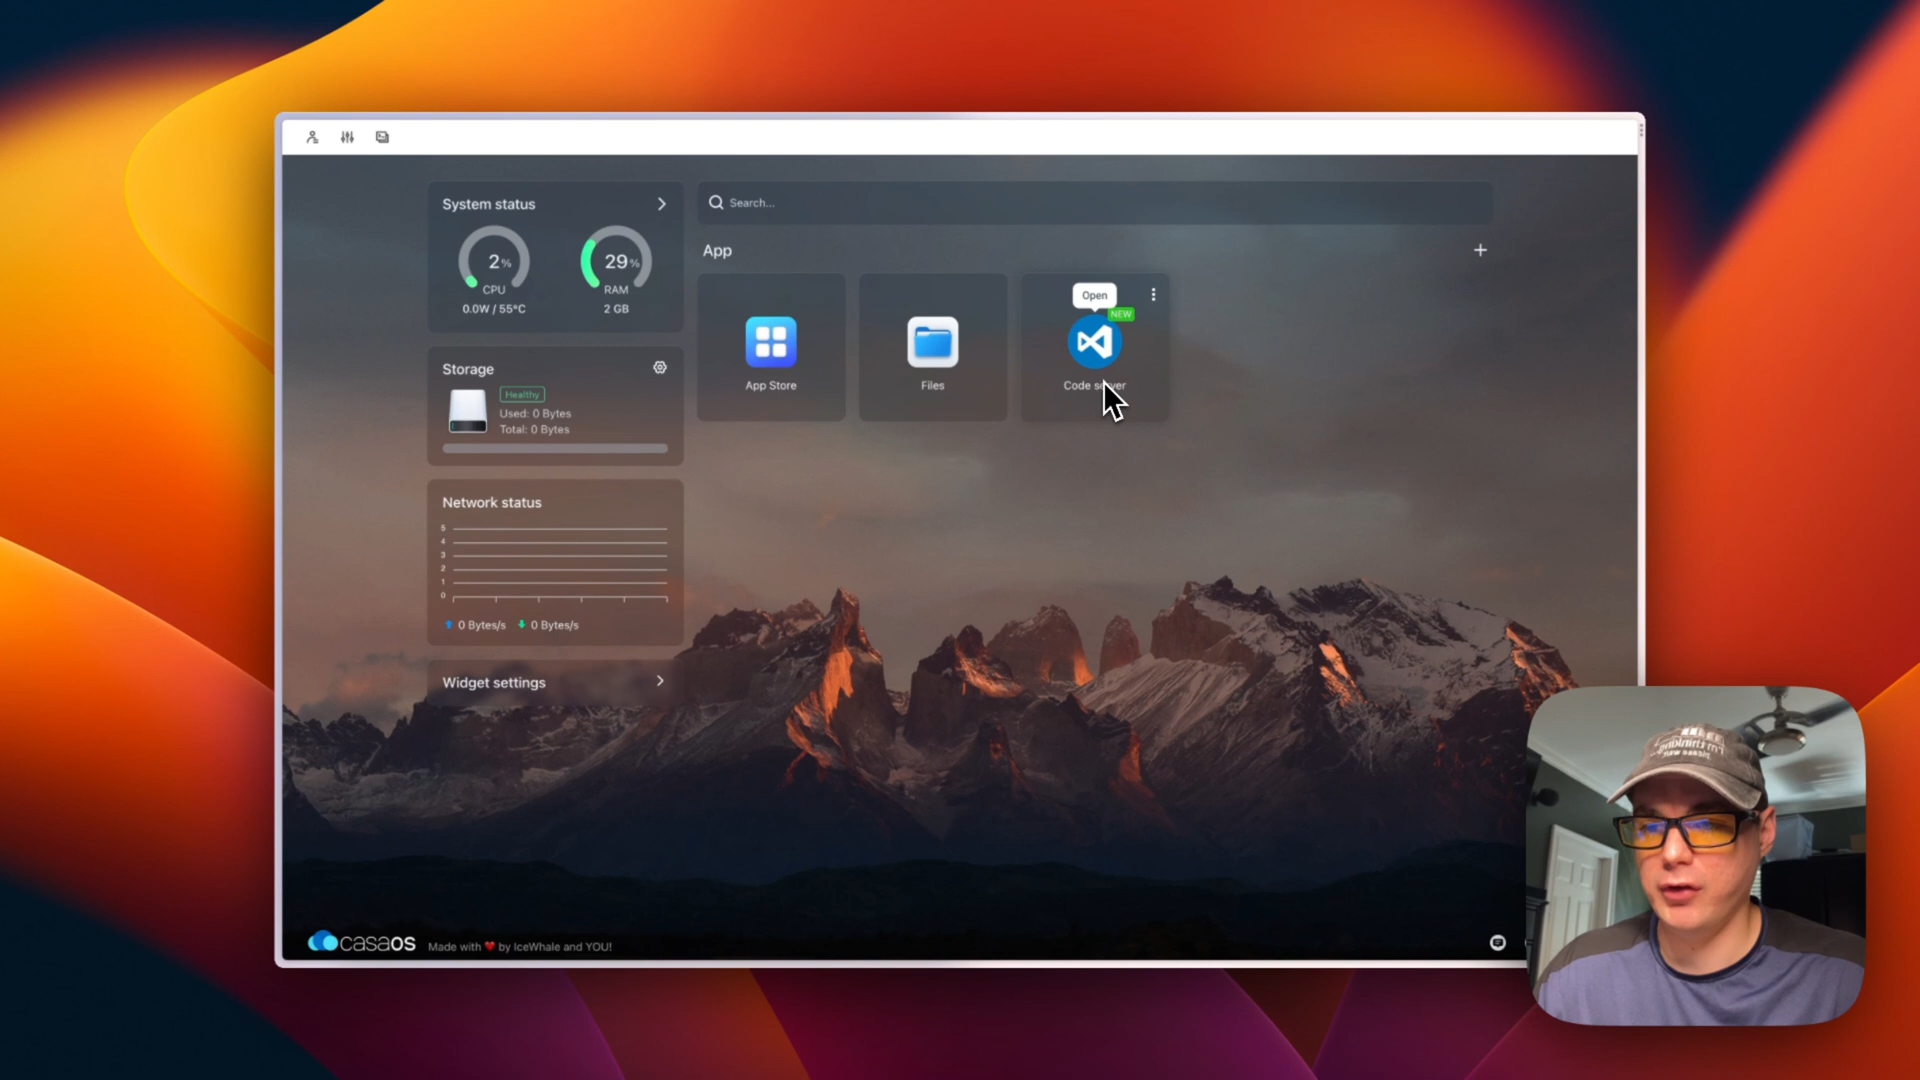 System status
2%
CPU
0.0W / 55°C
29%
RAM
2 GB
Storage
Healthy
Used: 0 Bytes
Total: 0 Bytes
Network status
5
4
3
2
1
0
0 Bytes/s
0 Bytes/s
Widget settings
Search...
App
App Store
Files
Open
NEW
Code server
casaOS
Made with ❤ by IceWhale and YOU!